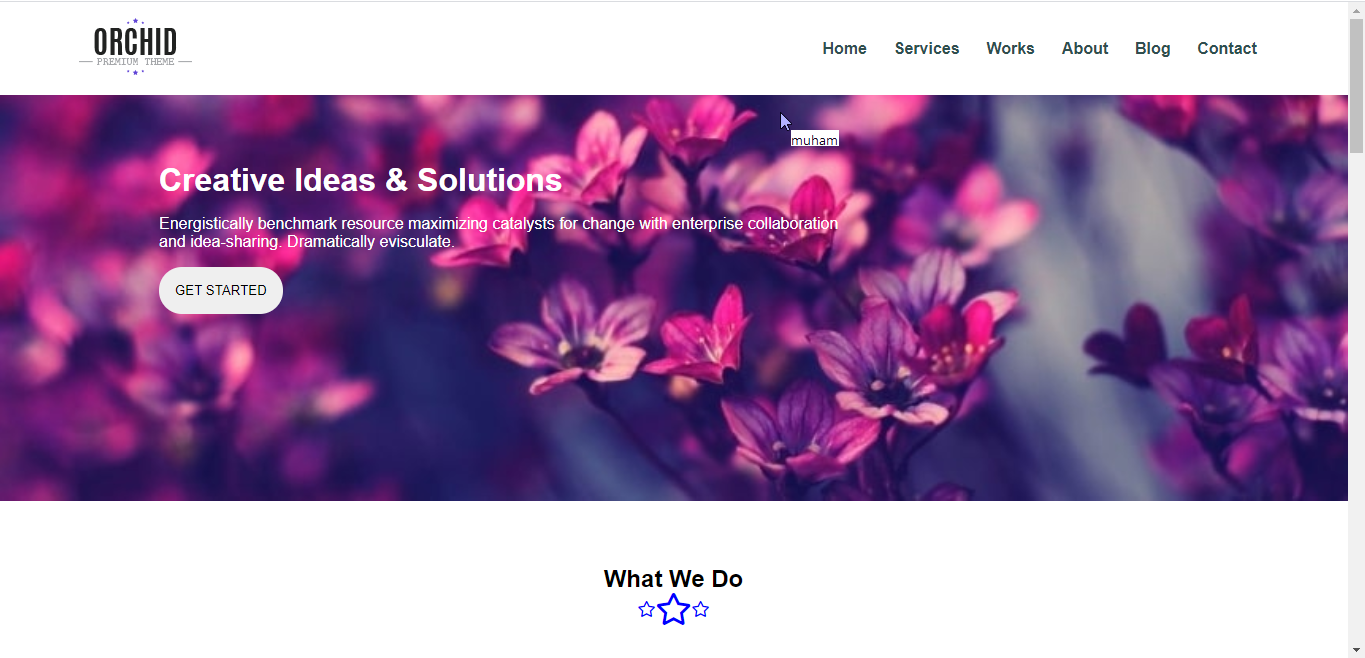 ORCHID
PREMIUM THEME
Home Services Works About Blog Contact
muham
Creative Ideas & Solutions
Energistically benchmark resource maximizing catalysts for change with enterprise collaboration
and idea-sharing. Dramatically evisculate.
GET STARTED
What We Do